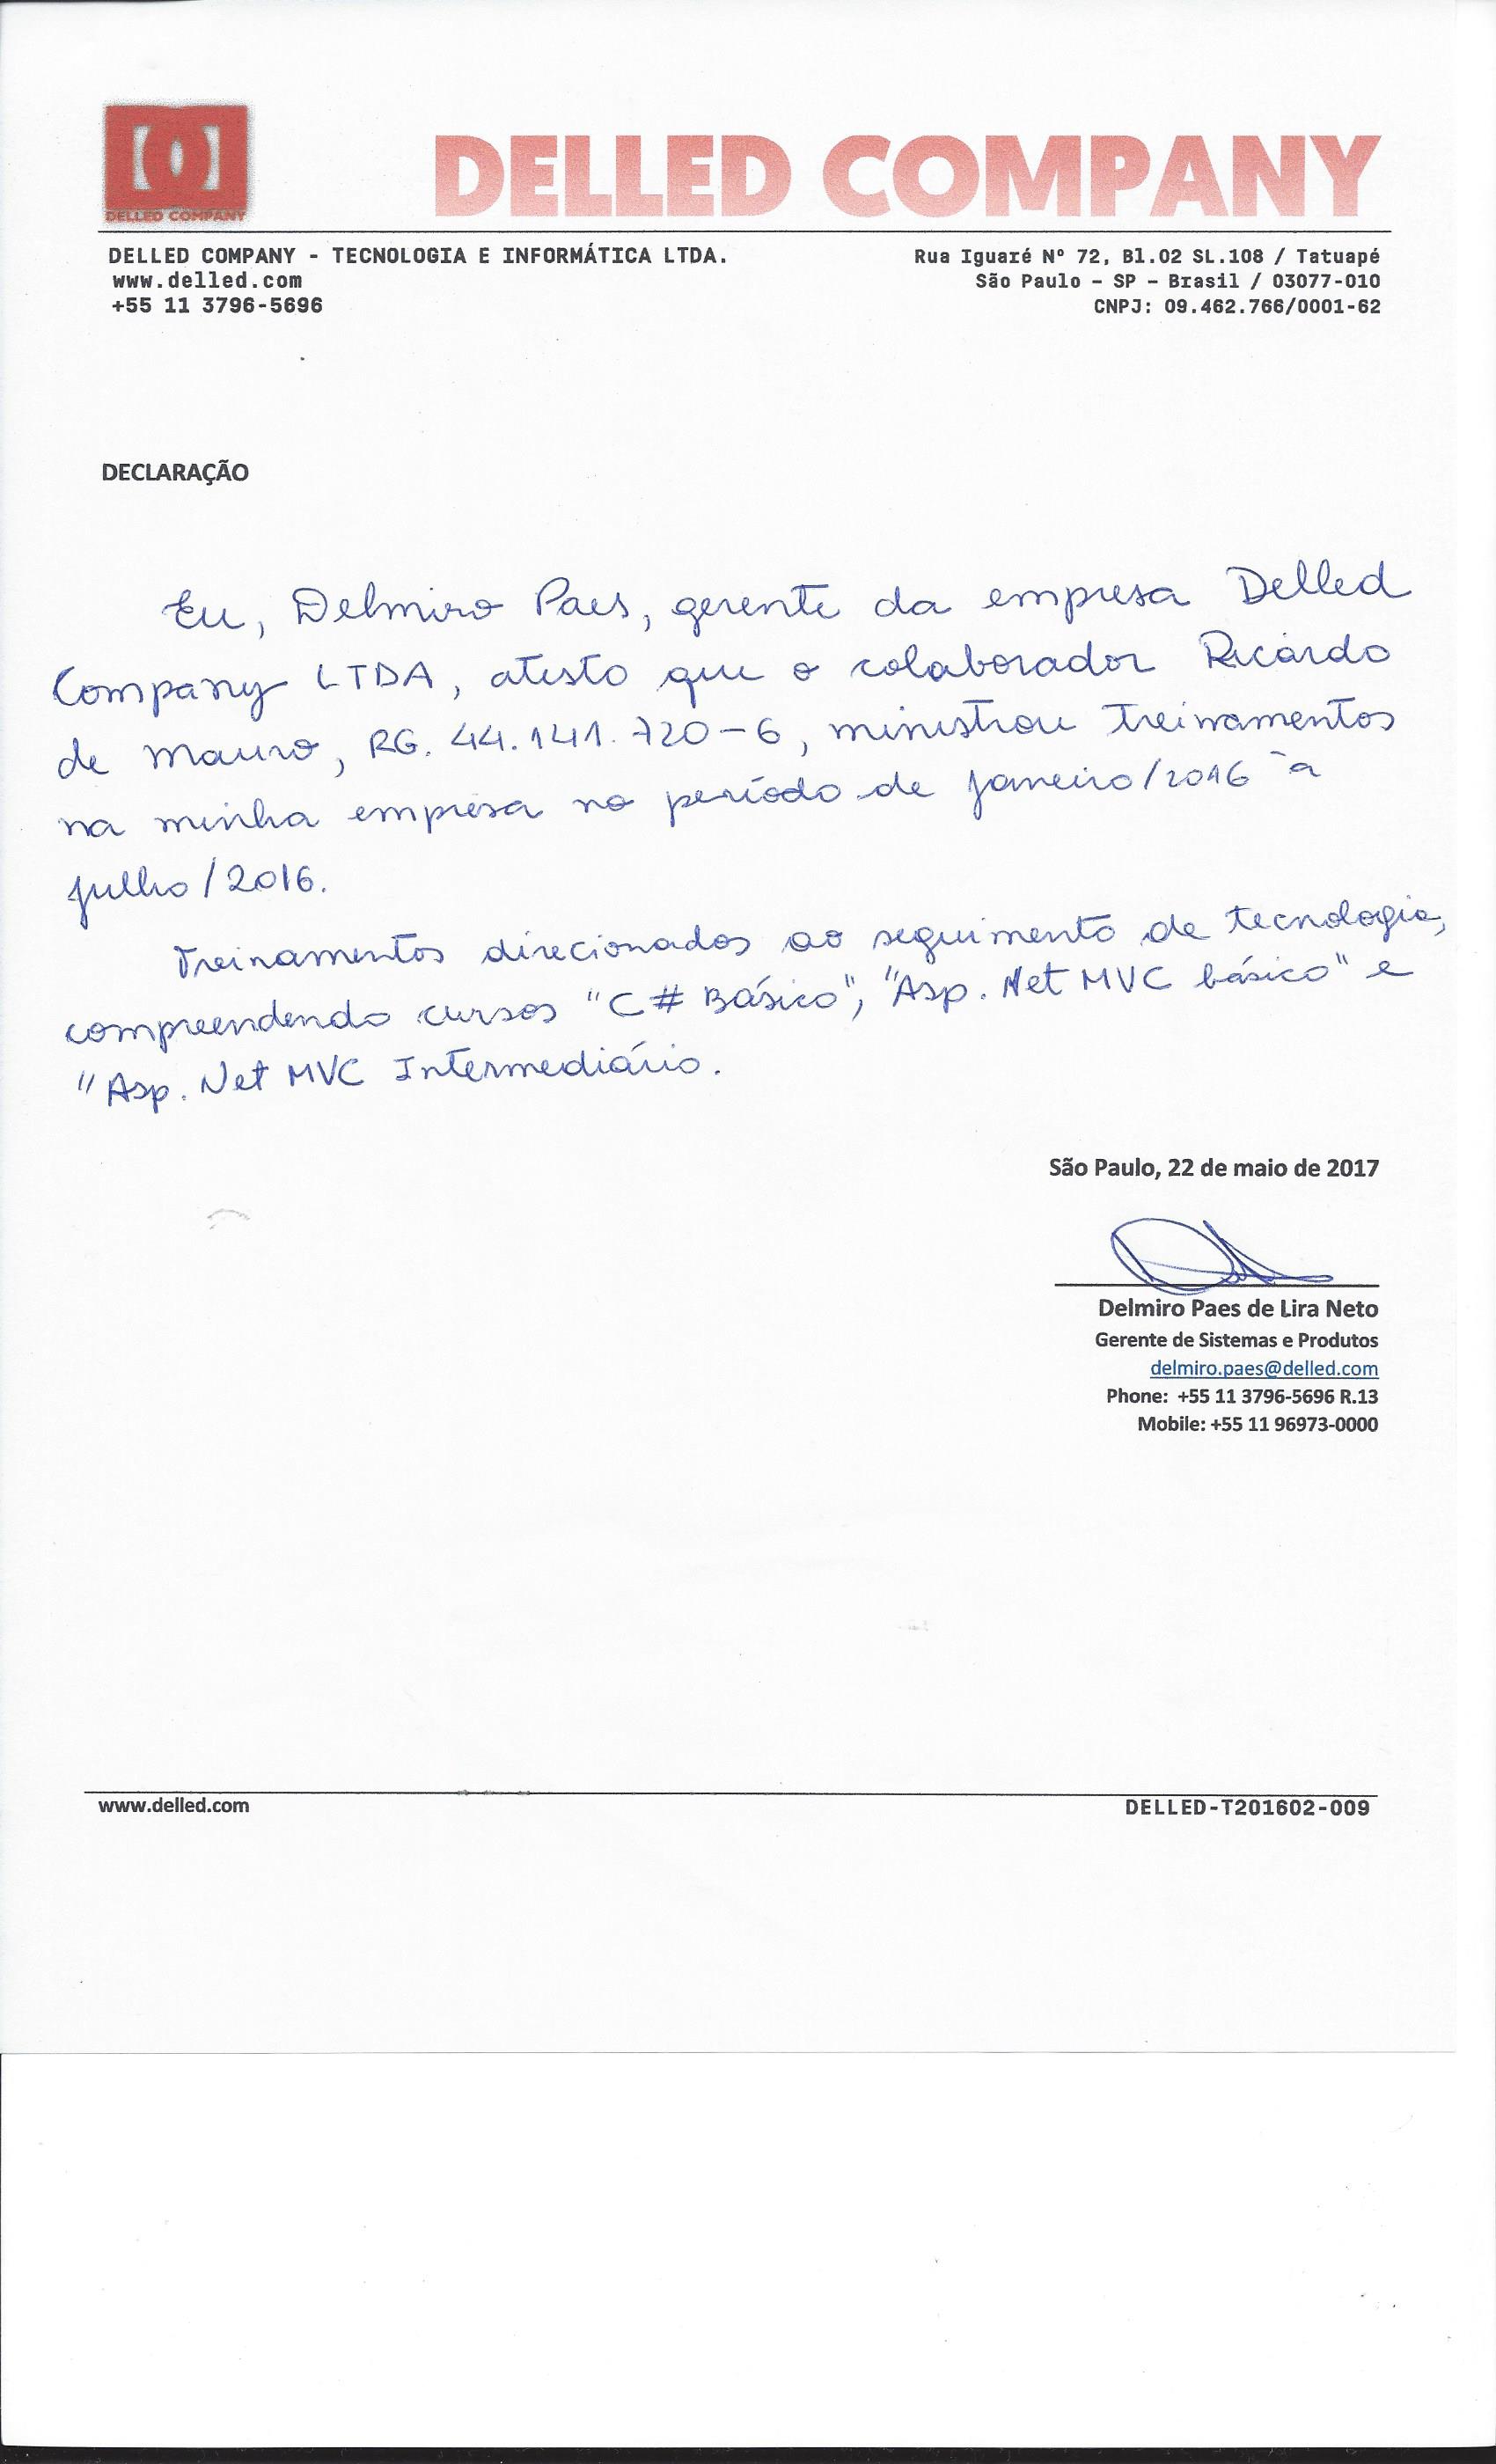 DELLED COMPANY
DELLED COMPANY
DELLED COMPANY - TECNOLOGIA E INFORMÁTICA LTDA.
www.delled.com
+55 11 3796-5696
Rua Iguaré Nº 72, Bl.02 SL.108 / Tatuapé
São Paulo – SP – Brasil / 03077-010
CNPJ: 09.462.766/0001-62
DECLARAÇÃO
Eu, Delmiro Paes, gerente da empresa Delled
Company LTDA, atesto que o colaborador Ricardo
de Mauro, RG. 44.141.720-6, ministrou treinamentos
na minha empresa no período de janeiro/2016 à
julho/2016.
Treinamentos direcionados ao seguimento de tecnologia,
compreendendo cursos "C# Básico", "Asp. Net MVC básico" e
"Asp. Net MVC Intermediário.
São Paulo, 22 de maio de 2017
Delmiro Paes de Lira Neto
Gerente de Sistemas e Produtos
delmiro.paes@delled.com
Phone: +55 11 3796-5696 R.13
Mobile: +55 11 96973-0000
www.delled.com
DELLED-T201602-009